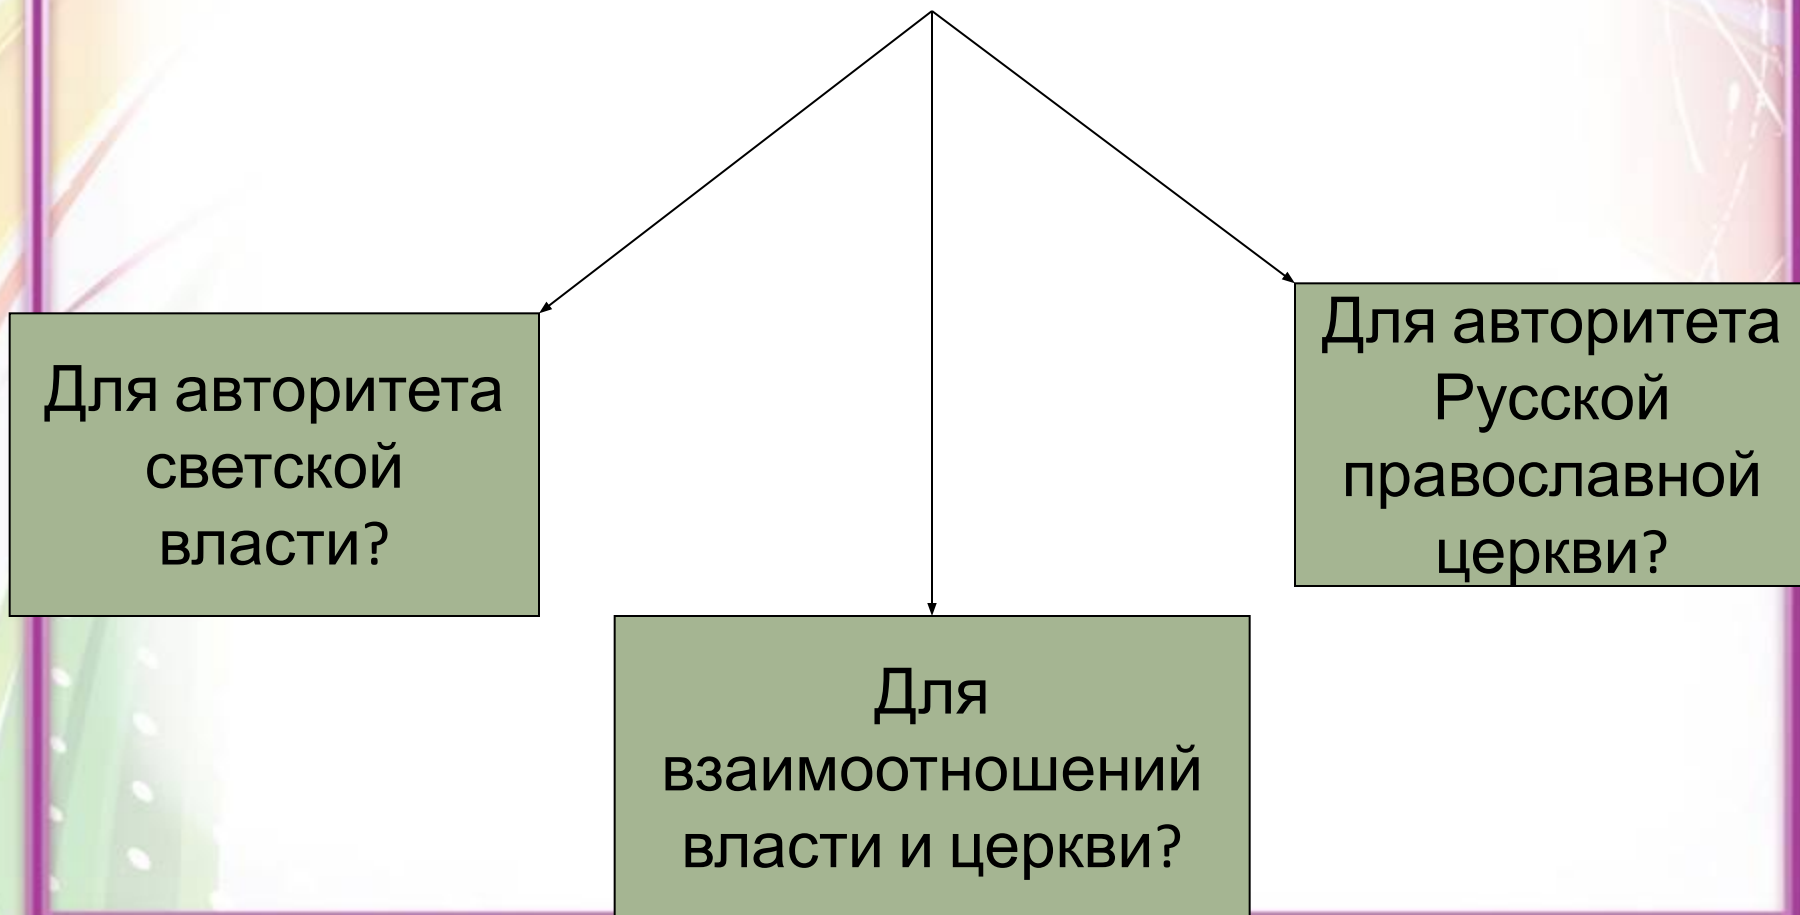 Для авторитета
светской
власти?
Для
взаимоотношений
власти и церкви?
Для авторитета
Русской
православной
церкви?